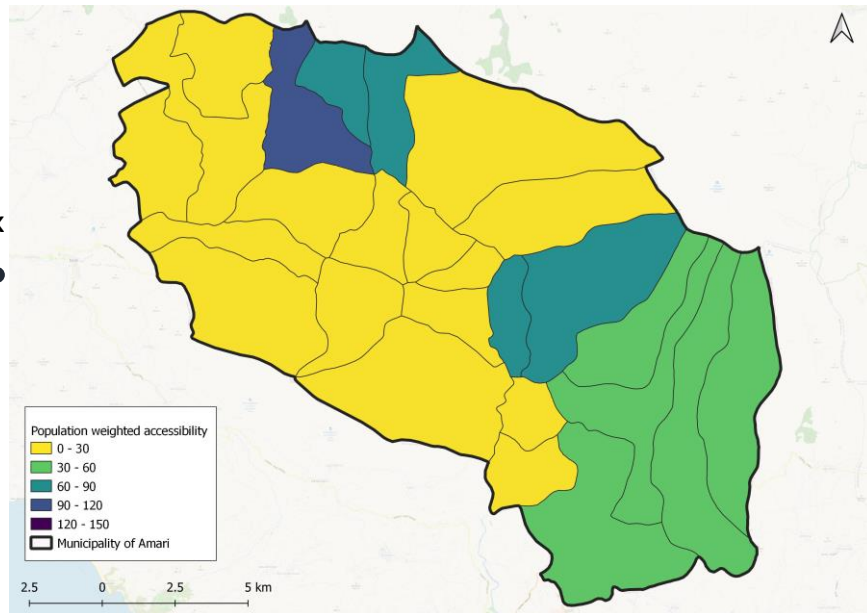 x
Population weighted accessibility
0 - 30
30 - 60
60 - 90
90 - 120
120 - 150
Municipality of Amari
2.5 0 2.5 5 km